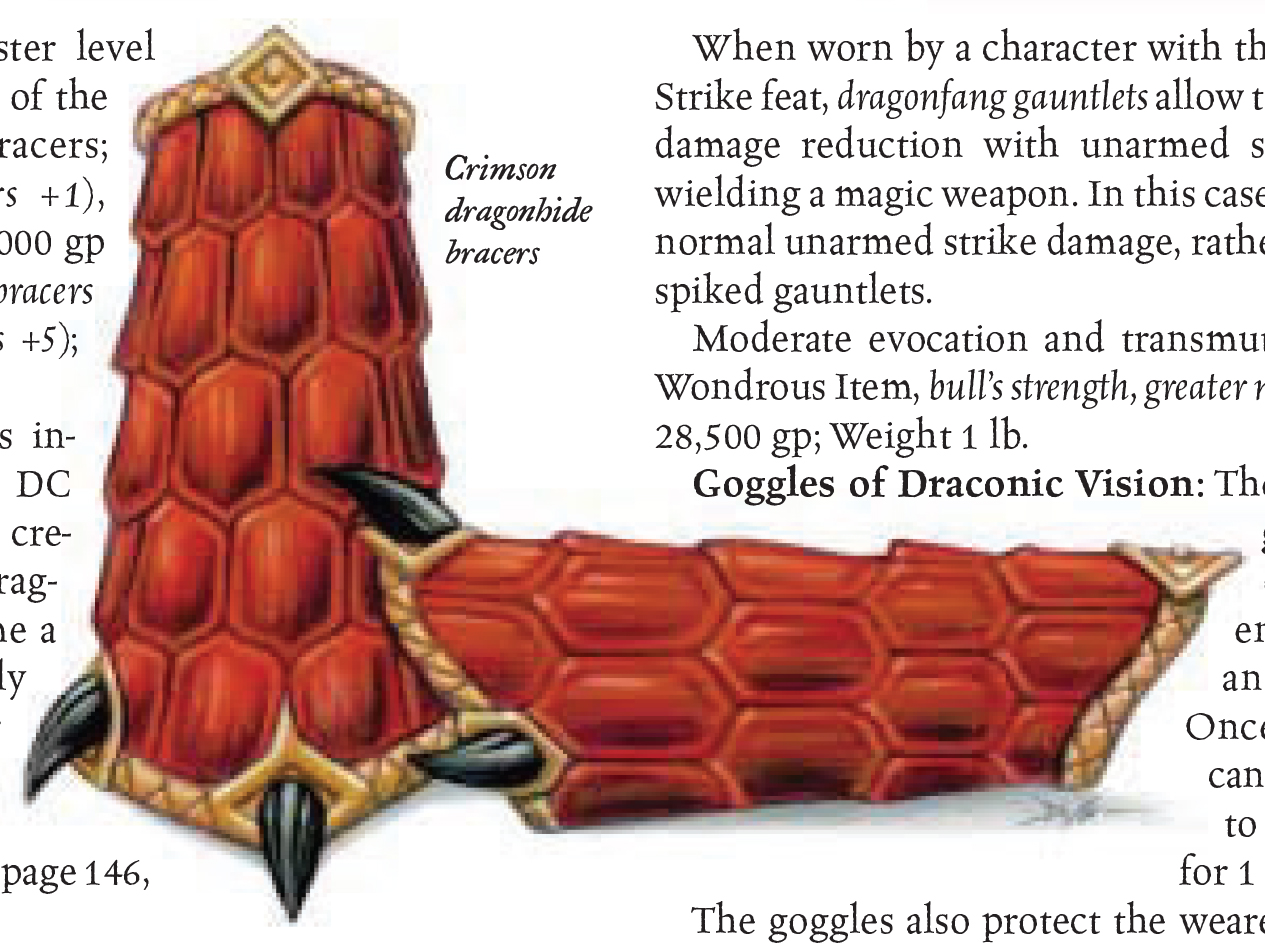 ster level
of the
racers;
rs +1),
000 gp
bracers
s +5);
s in-
DC
cre-
rag-
ne a
ly
page 146,
Crimson
dragonhide
bracers
When worn by a character with th
Strike feat, dragonfang gauntlets allow t
damage reduction with unarmed s
wielding a magic weapon. In this case
normal unarmed strike damage, rathe
spiked gauntlets.
Moderate evocation and transmut
Wondrous Item, bull's strength, greater
28,500 gp; Weight 1 lb.
Goggles of Draconic Vision: The
g
en
an
Once
can
to
for 1
The goggles also protect the weare